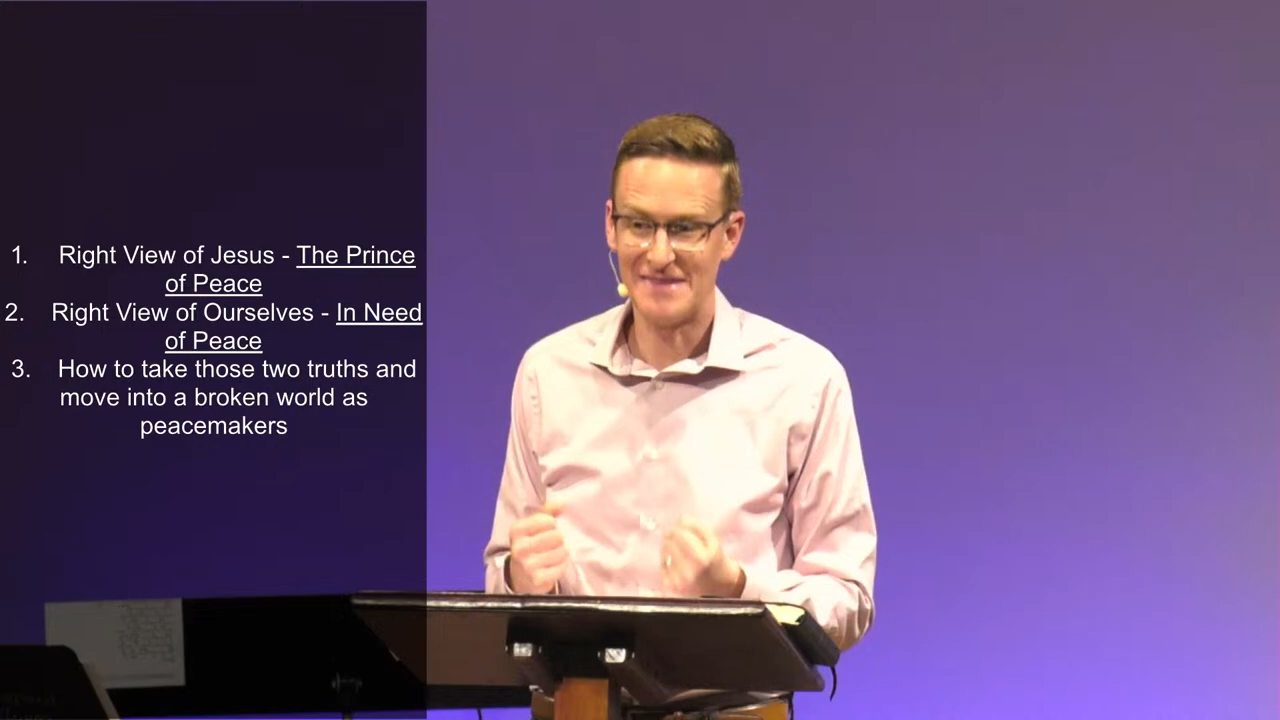 1. Right View of Jesus - The Prince
of Peace
2. Right View of Ourselves - In Need
of Peace
3. How to take those two truths and
move into a broken world as
peacemakers